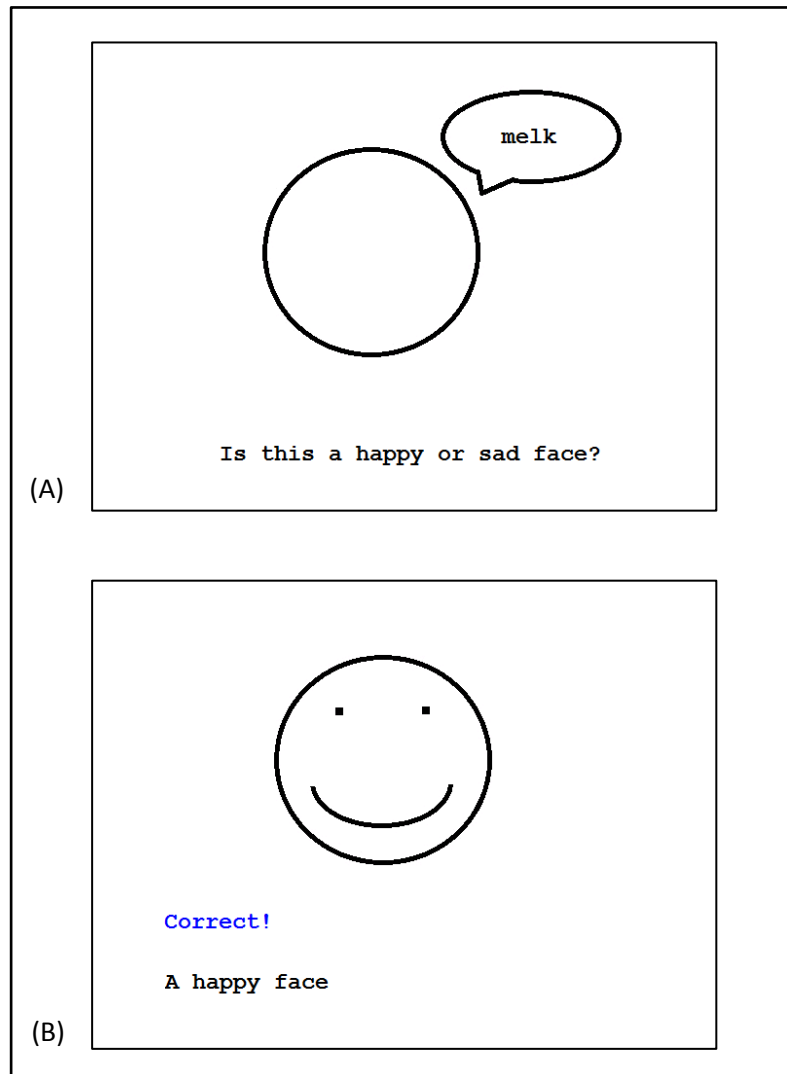 melk
Is this a happy or sad face?
(A)
Correct!
A happy face
(B)